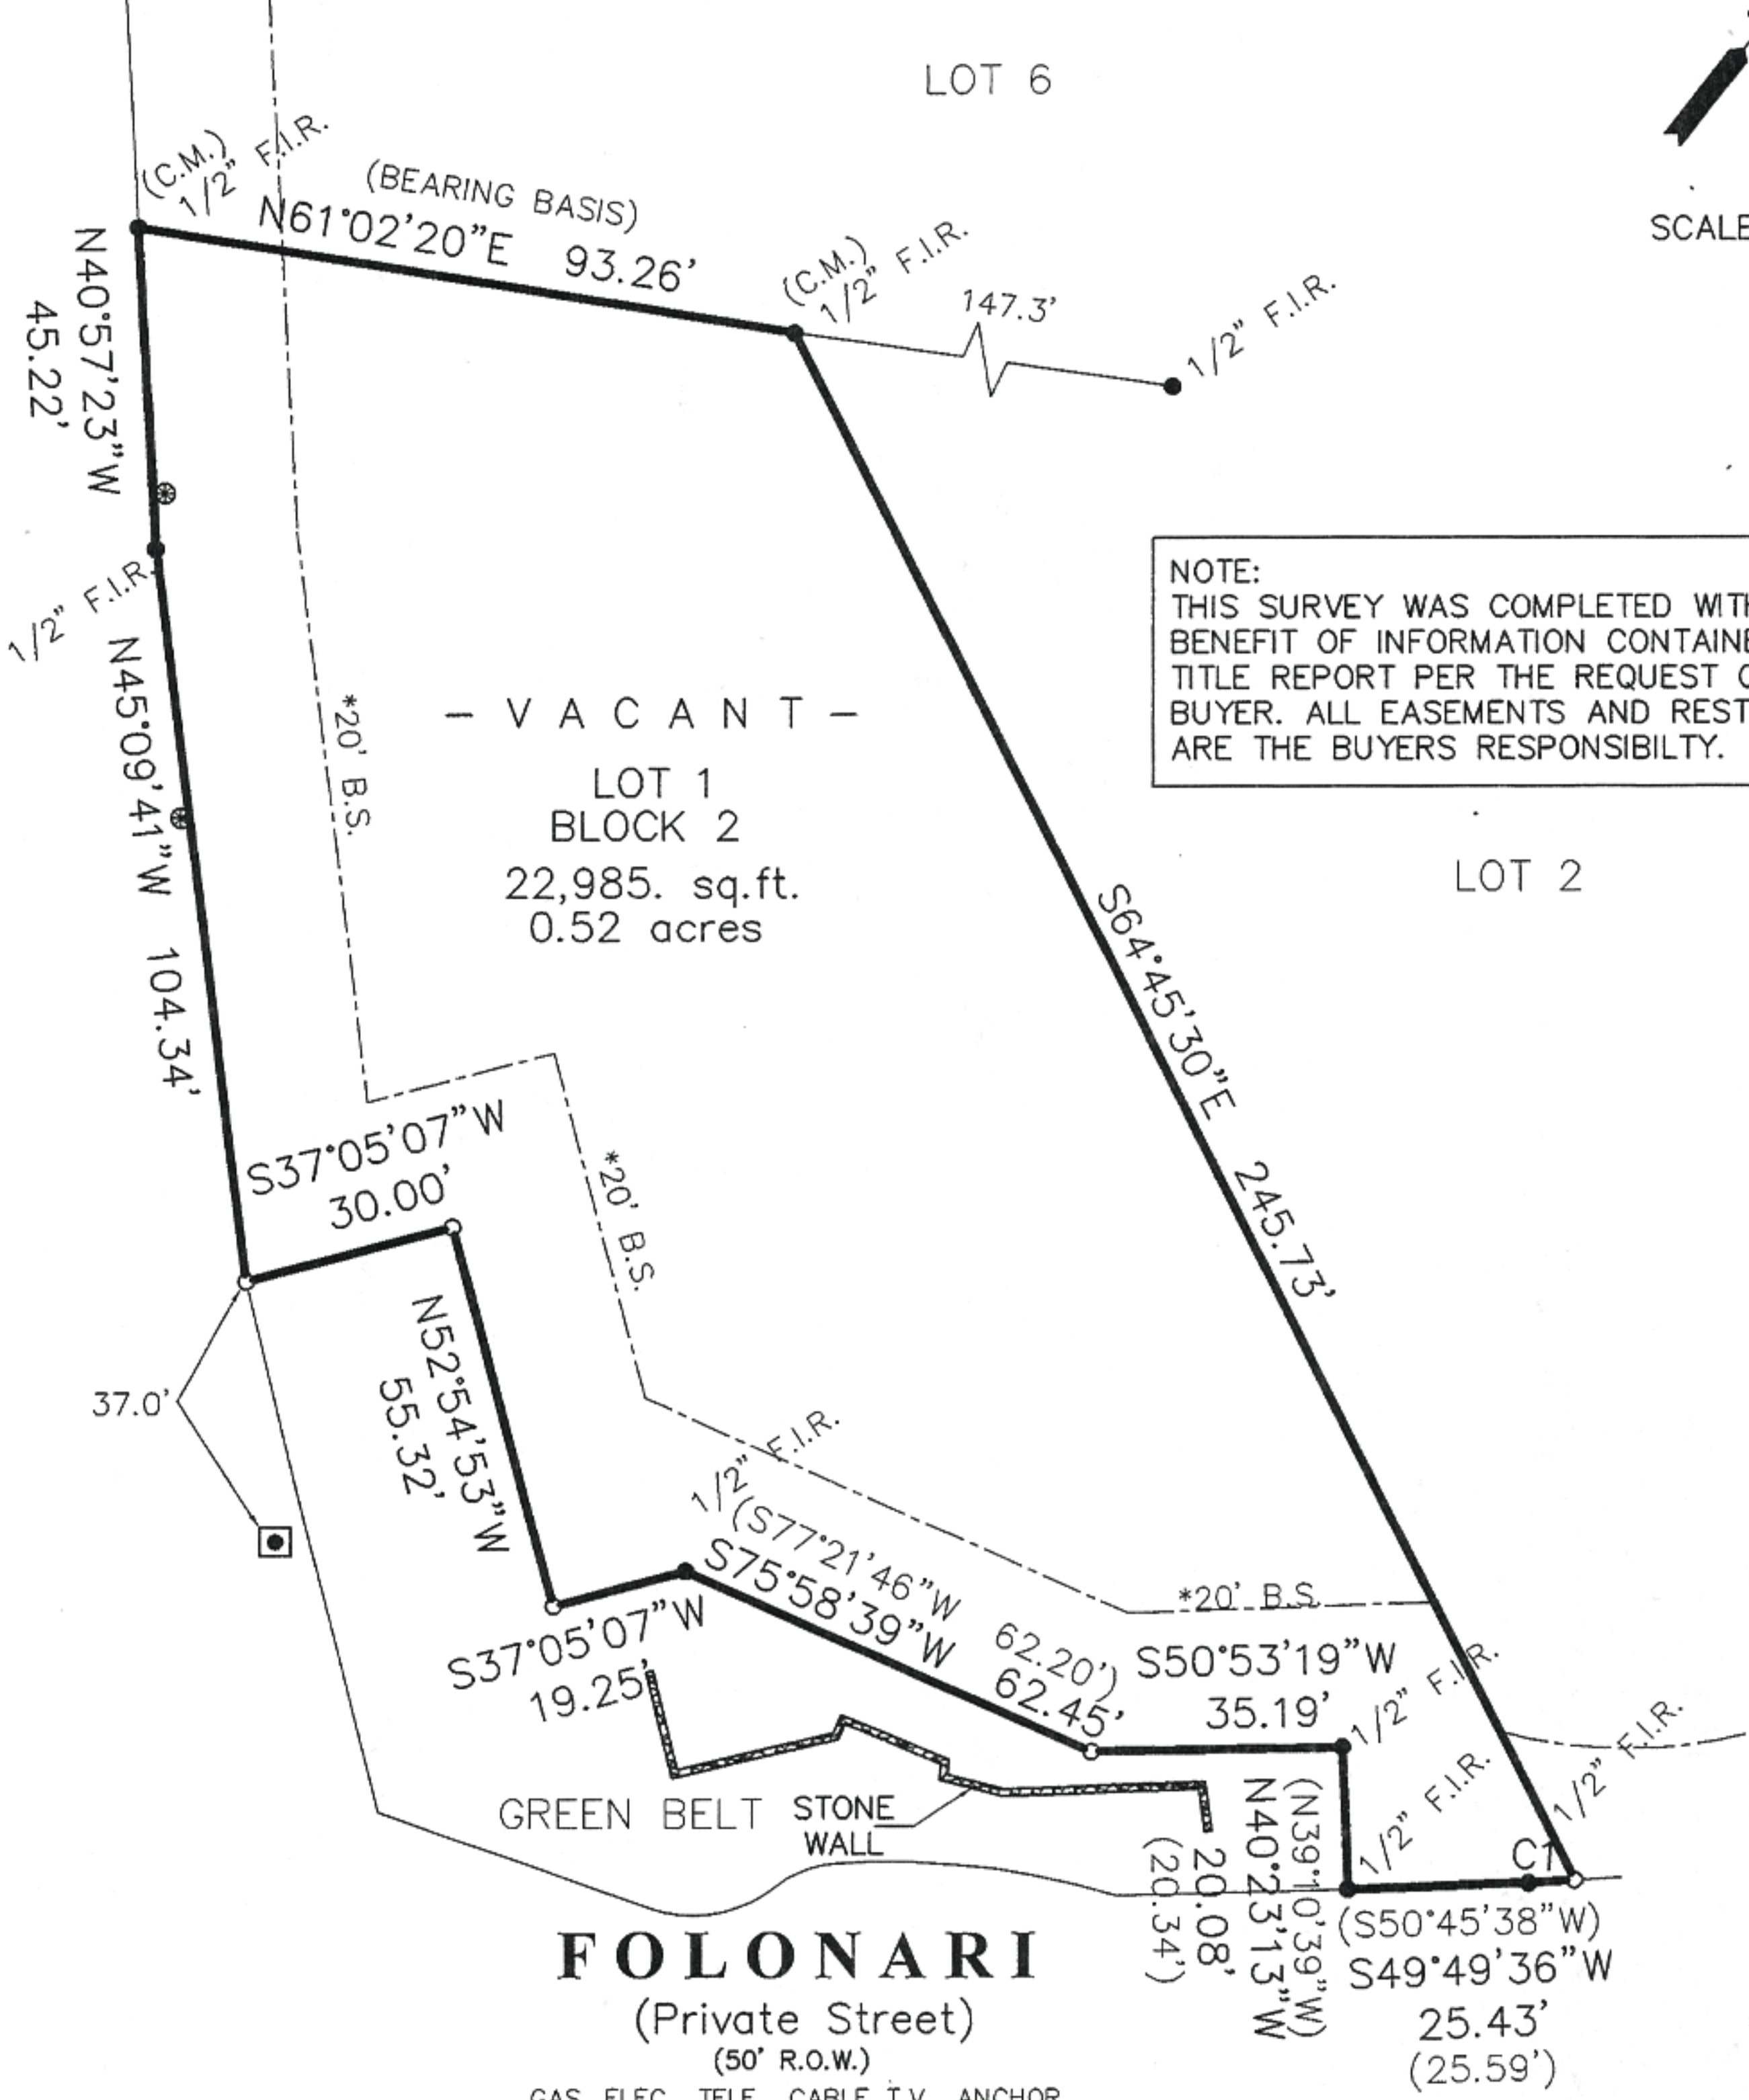 LOT 6
SCALE
(C.M.)
1/2" F.I.R.
(BEARING BASIS)
N61°02'20"E 93.26'
(C.M.)
1/2" F.I.R.
147.3'
1/2" F.I.R.
N40°57'23"W
45.22'
1/2" F.I.R.
NOTE:
THIS SURVEY WAS COMPLETED WITH
BENEFIT OF INFORMATION CONTAINE
TITLE REPORT PER THE REQUEST O
BUYER. ALL EASEMENTS AND REST
ARE THE BUYERS RESPONSIBILTY.
N45°09'41"W 104.34'
*20' B.S.
- V A C A N T -
LOT 1
BLOCK 2
22,985. sq.ft.
0.52 acres
LOT 2
S64°45'30"E 245.73'
S37°05'07"W
30.00'
*20' B.S.
N52°54'53"W
55.32'
37.0'
1/2" F.I.R.
(S77°21'46"W 62.20')
S75°58'39"W 62.45'
*20' B.S.
S37°05'07"W
19.25'
S50°53'19"W
35.19'
1/2" F.I.R.
1/2" F.I.R.
1/2" F.I.R.
GREEN BELT
STONE
WALL
C1
(N39°10'39"W)
N40°23'13"W
20.08'
(20.34')
(S50°45'38"W)
S49°49'36"W
25.43'
(25.59')
FOLONARI
(Private Street)
(50' R.O.W.)
GAS, ELEC., TELE., CABLE T.V., ANCHOR